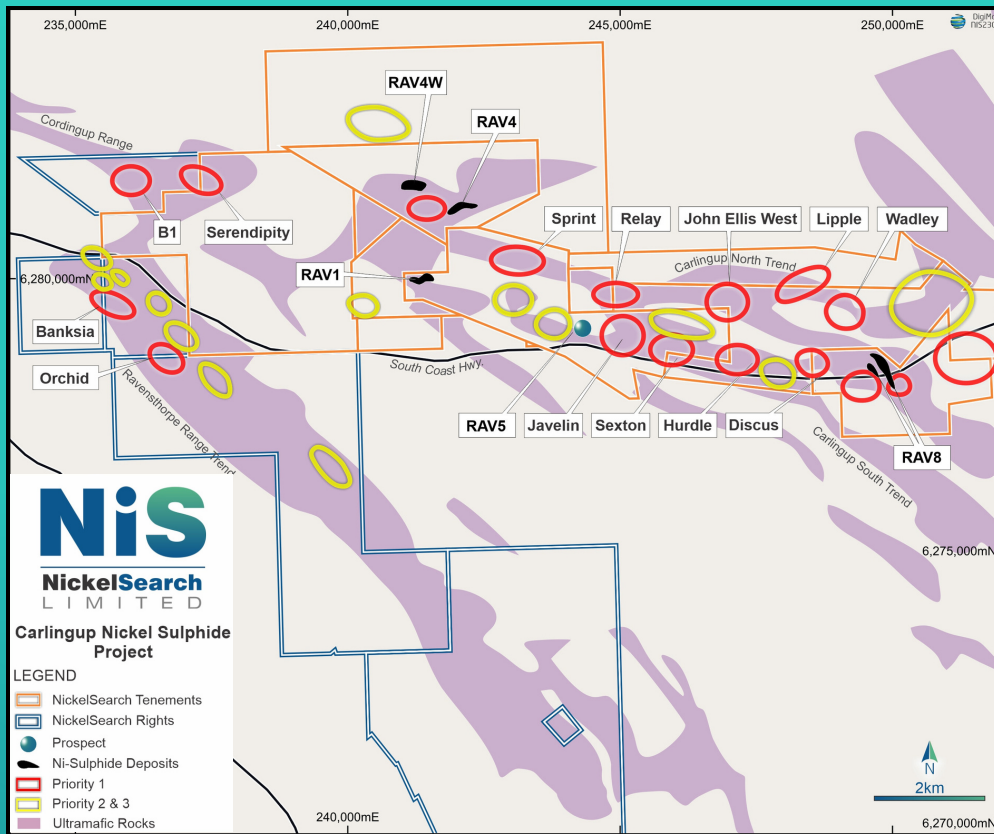 235,000mE
240,000mE
245,000mE
250,000mE
RAV4W
RAV4
Cordingup Range
B1
Serendipity
Sprint
Relay
John Ellis West
Lipple
Wadley
RAV1
Carlingup North Trend
6,280,000mN
Banksia
Orchid
South Coast Hwy.
Ravensthorpe Range Trend
RAV5
Javelin
Sexton
Hurdle
Discus
RAV8
Carlingup South Trend
6,275,000mN
NiS
NickelSearch
LIMITED
Carlingup Nickel Sulphide
Project
LEGEND
NickelSearch Tenements
NickelSearch Rights
Prospect
Ni-Sulphide Deposits
Priority 1
Priority 2 & 3
Ultramafic Rocks
N
2km
240,000mE
6,270,000mN